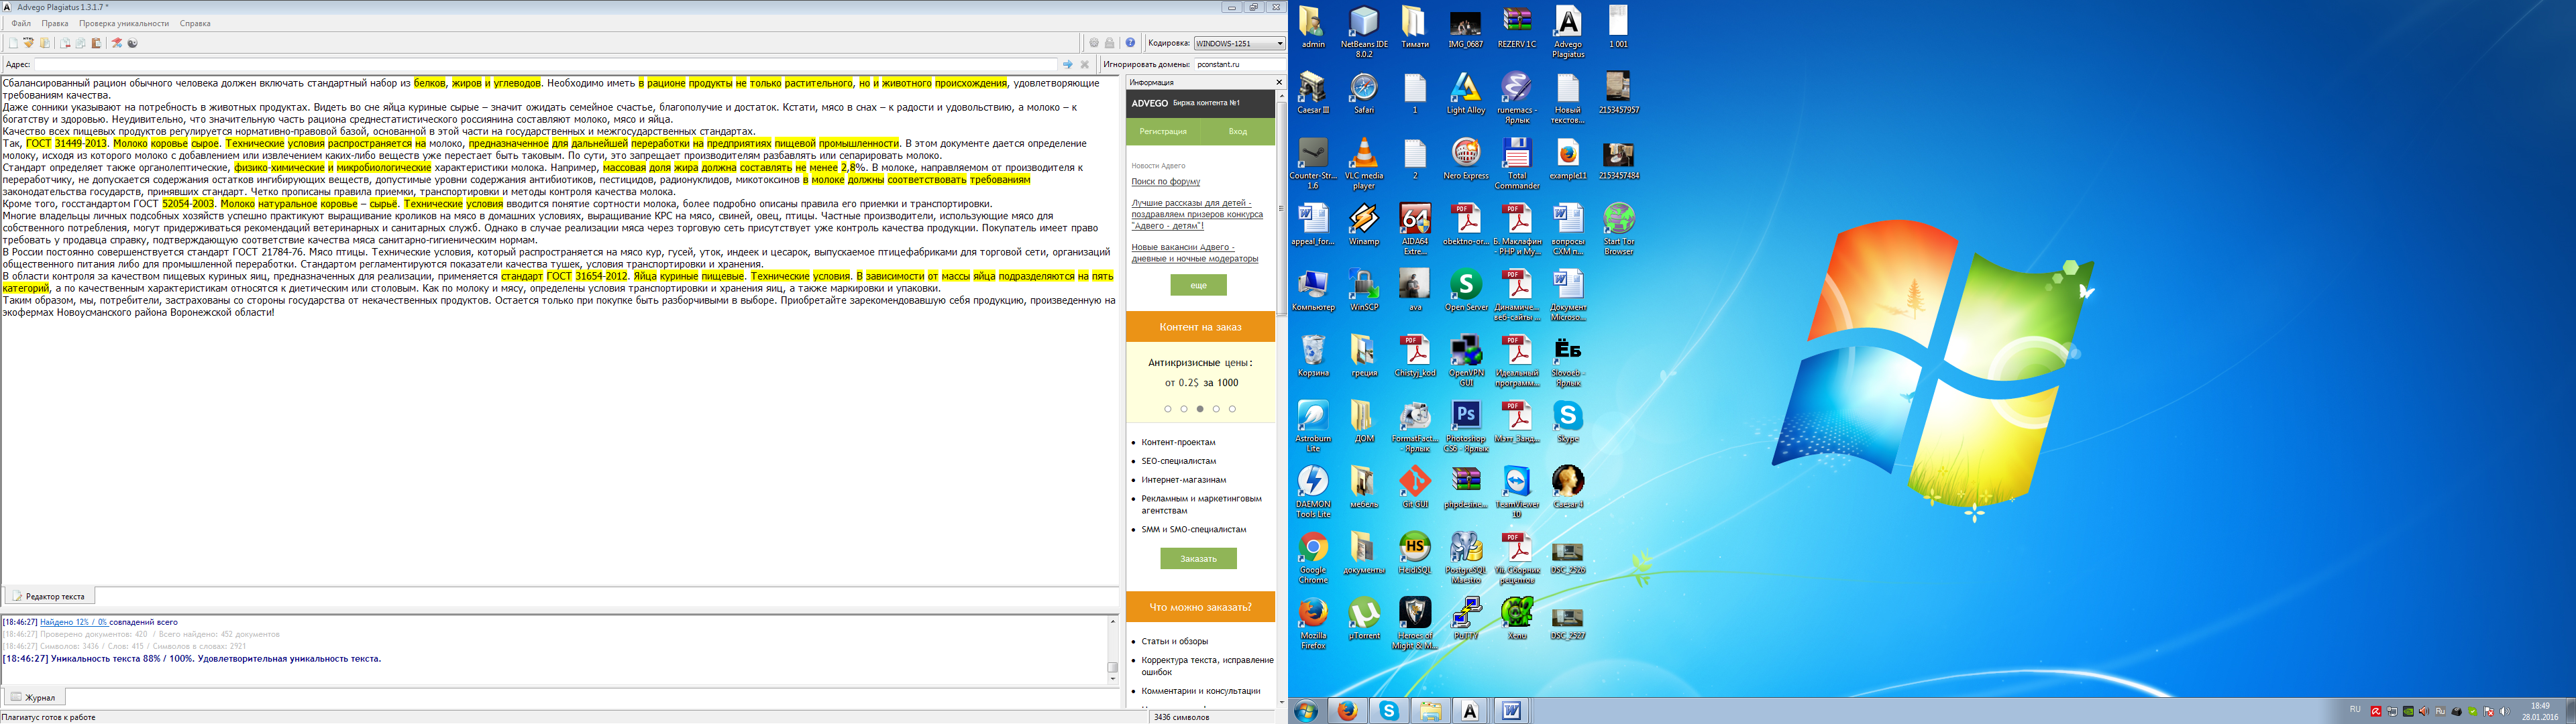 Advego Plagiatus 1.3.1.7 *
Файл Правка Проверка уникальности Справка
Кодировка: WINDOWS-1251
Адрес:
Игнорировать домены: pconstant.ru
Сбалансированный рацион обычного человека должен включать стандартный набор из белков, жиров и углеводов. Необходимо иметь в рационе продукты не только растительного, но и животного происхождения, удовлетворяющие
требованиям качества.
Даже сонники указывают на потребность в животных продуктах. Видеть во сне яйца куриные сырые – значит ожидать семейное счастье, благополучие и достаток. Кстати, мясо в снах – к радости и удовольствию, а молоко – к
богатству и здоровью. Неудивительно, что значительную часть рациона среднестатистического россиянина составляют молоко, мясо и яйца.
Качество всех пищевых продуктов регулируется нормативно-правовой базой, основанной в этой части на государственных и межгосударственных стандартах.
Так, ГОСТ 31449-2013. Молоко коровье сырое. Технические условия распространяется на молоко, предназначенное для дальнейшей переработки на предприятиях пищевой промышленности. В этом документе дается определение
молоку, исходя из которого молоко с добавлением или извлечением каких-либо веществ уже перестает быть таковым. По сути, это запрещает производителям разбавлять или сепарировать молоко.
Стандарт определяет также органолептические, физико-химические и микробиологические характеристики молока. Например, массовая доля жира должна составлять не менее 2,8%. В молоке, направляемом от производителя к
переработчику, не допускается содержания остатков ингибирующих веществ, допустимые уровни содержания антибиотиков, пестицидов, радионуклидов, микотоксинов в молоке должны соответствовать требованиям
законодательства государств, принявших стандарт. Четко прописаны правила приемки, транспортировки и методы контроля качества молока.
Кроме того, госстандартом ГОСТ 52054-2003. Молоко натуральное коровье – сырьё. Технические условия вводится понятие сортности молока, более подробно описаны правила его приемки и транспортировки.
Многие владельцы личных подсобных хозяйств успешно практикуют выращивание кроликов на мясо в домашних условиях, выращивание КРС на мясо, свиней, овец, птицы. Частные производители, использующие мясо для
собственного потребления, могут придерживаться рекомендаций ветеринарных и санитарных служб. Однако в случае реализации мяса через торговую сеть присутствует уже контроль качества продукции. Покупатель имеет право
требовать у продавца справку, подтверждающую соответствие качества мяса санитарно-гигиеническим нормам.
В России постоянно совершенствуется стандарт ГОСТ 21784-76. Мясо птицы. Технические условия, который распространяется на мясо кур, гусей, уток, индеек и цесарок, выпускаемое птицефабриками для торговой сети, организаций
общественного питания либо для промышленной переработки. Стандартом регламентируются показатели качества тушек, условия транспортировки и хранения.
В области контроля за качеством пищевых куриных яиц, предназначенных для реализации, применяется стандарт ГОСТ 31654-2012. Яйца куриные пищевые. Технические условия. В зависимости от массы яйца подразделяются на пять
категорий, а по качественным характеристикам относятся к диетическим или столовым. Как по молоку и мясу, определены условия транспортировки и хранения яиц, а также маркировки и упаковки.
Таким образом, мы, потребители, застрахованы со стороны государства от некачественных продуктов. Остается только при покупке быть разборчивыми в выборе. Приобретайте зарекомендовавшую себя продукцию, произведенную на
экофермах Новоусманского района Воронежской области!
Редактор текста
[18:46:27] Найдено 12% / 0% совпадений всего
[18:46:27] Проверено документов: 420 / Всего найдено: 452 документов
[18:46:27] Символов: 3436 / Слов: 415 / Символов в словах: 2921
[18:46:27] Уникальность текста 88% / 100%. Удовлетворительная уникальность текста.
Журнал
Плагиатус готов к работе
3436 символов
Информация
ADVEGO Биржа контента №1
Регистрация Вход
Новости Адвего
Поиск по форуму
Лучшие рассказы для детей -
поздравляем призеров конкурса
"Адвего - детям"!
Новые вакансии Адвего -
дневные и ночные модераторы
еще
Контент на заказ
Антикризисные цены:
от 0.2$ за 1000
Контент-проектам
SEO-специалистам
Интернет-магазинам
Рекламным и маркетинговым
агентствам
SMM и SMO-специалистам
Заказать
Что можно заказать?
Статьи и обзоры
Корректура текста, исправление
ошибок
Комментарии и консультации
admin
NetBeans IDE
8.0.2
Тимати
IMG_0687
REZERV 1C
Advego
Plagiatus
1 001
Caesar III
Safari
1
Light Alloy
runemacs -
Ярлык
Новый
текстов...
2153457957
Counter-Str...
1.6
VLC media
player
2
Nero Express
Total
Commander
example11
2153457484
appeal_for...
Winamp
AIDA64
Extre...
obektno-or...
Б. Маклафин
- PHP и My...
вопросы
СХМ п...
Start Tor
Browser
Компьютер
WinSCP
ava
Open Server
Динамиче...
веб-сайты ...
Документ
Microso...
Корзина
греция
Chistyj_kod
OpenVPN
GUI
Идеальный
программ...
ЁБ
Slovoeb -
Ярлык
Astroburn
Lite
ДОМ
FormatFact...
- Ярлык
Photoshop
CS6 - Ярлык
Мэтт_Занд...
Skype
DAEMON
Tools Lite
мебель
Git GUI
phpdesine...
TeamViewer
10
Caesar 4
Google
Chrome
документы
HeidiSQL
PostgreSQL
Maestro
Yii. Сборник
рецептов
DSC_2526
Mozilla
Firefox
µTorrent
Heroes of
Might & M...
PuTTY
Xenu
DSC_2527
RU
18:49
28.01.2016